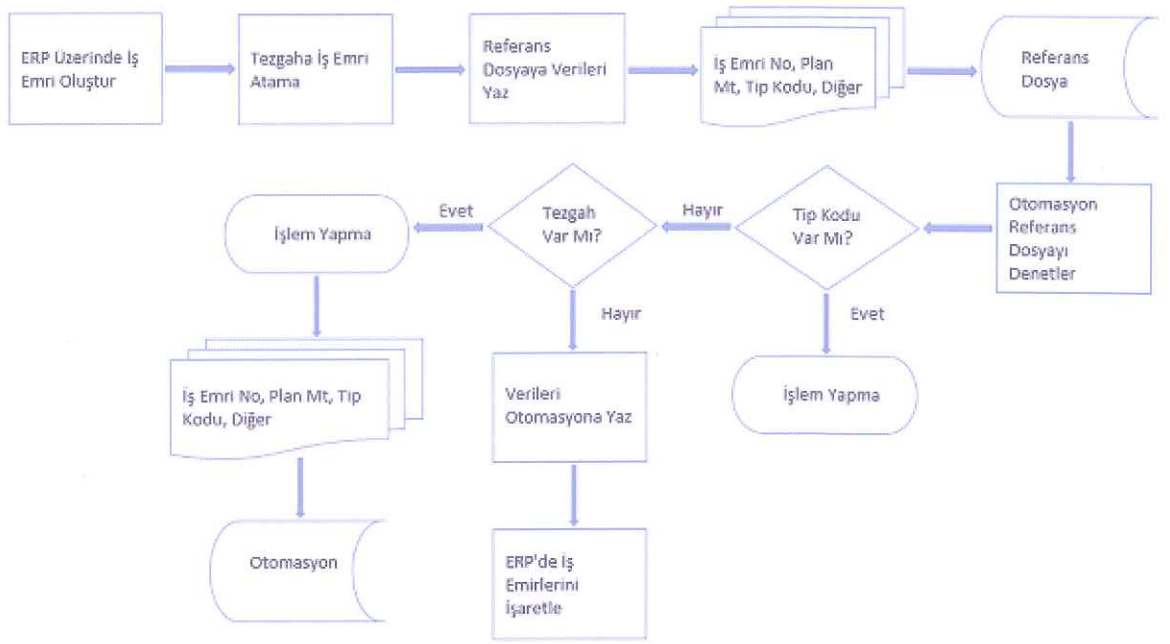 ERP Üzerinde İş
Emri Oluştur
Tezgaha İş Emri
Atama
Referans
Dosyaya Verileri
Yaz
İş Emri No, Plan
Mt, Tip Kodu, Diğer
Referans
Dosya
Otomasyon
Referans
Dosyayı
Denetler
Tip Kodu
Var Mı?
Hayır
Evet
İşlem Yapma
Tezgah
Var Mı?
Evet
Hayır
İşlem Yapma
İş Emri No, Plan Mt, Tip
Kodu, Diğer
Otomasyon
Verileri
Otomasyona Yaz
ERP'de İş
Emirlerini
İşaretle